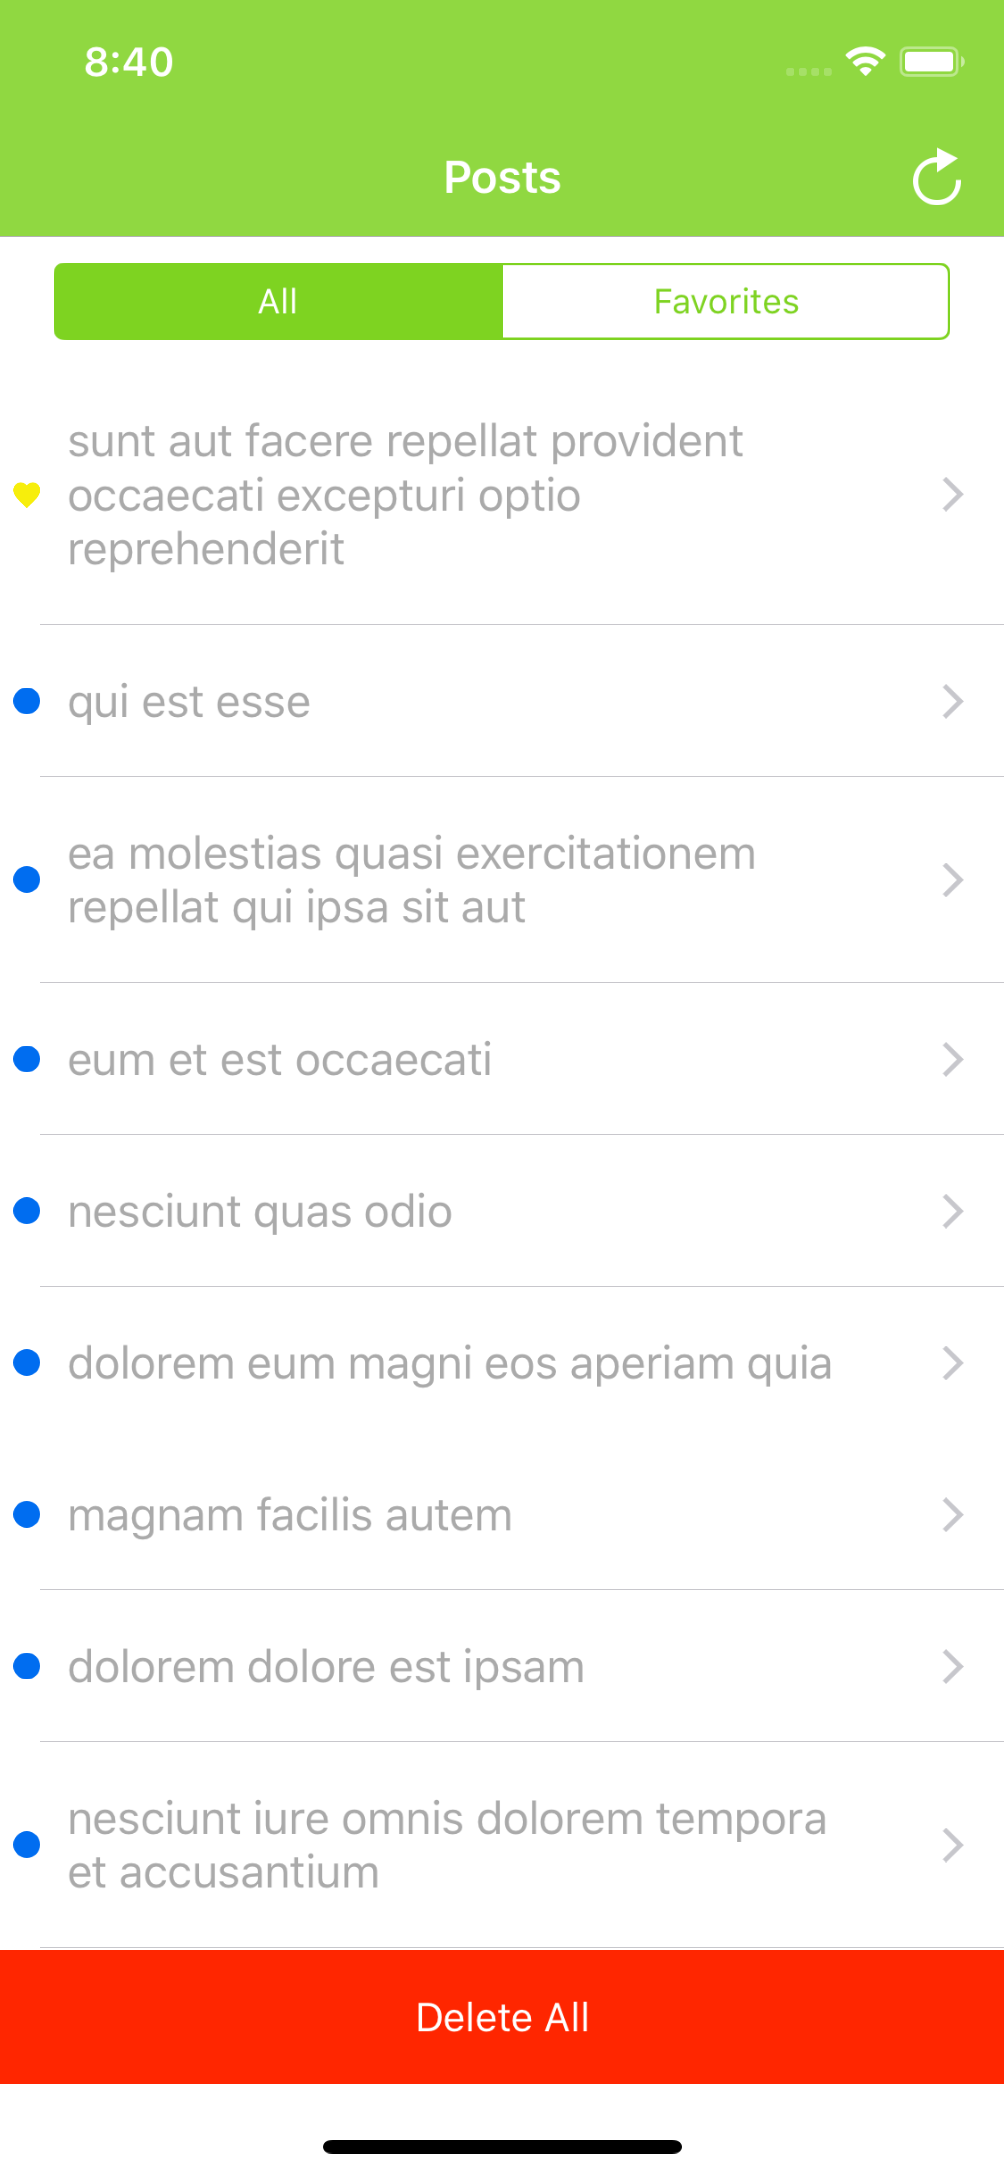 8:40
Posts
All
Favorites
sunt aut facere repellat provident
occaecati excepturi optio
reprehenderit
qui est esse
ea molestias quasi exercitationem
repellat qui ipsa sit aut
eum et est occaecati
nesciunt quas odio
dolorem eum magni eos aperiam quia
magnam facilis autem
dolorem dolore est ipsam
nesciunt iure omnis dolorem tempora
et accusantium
Delete All